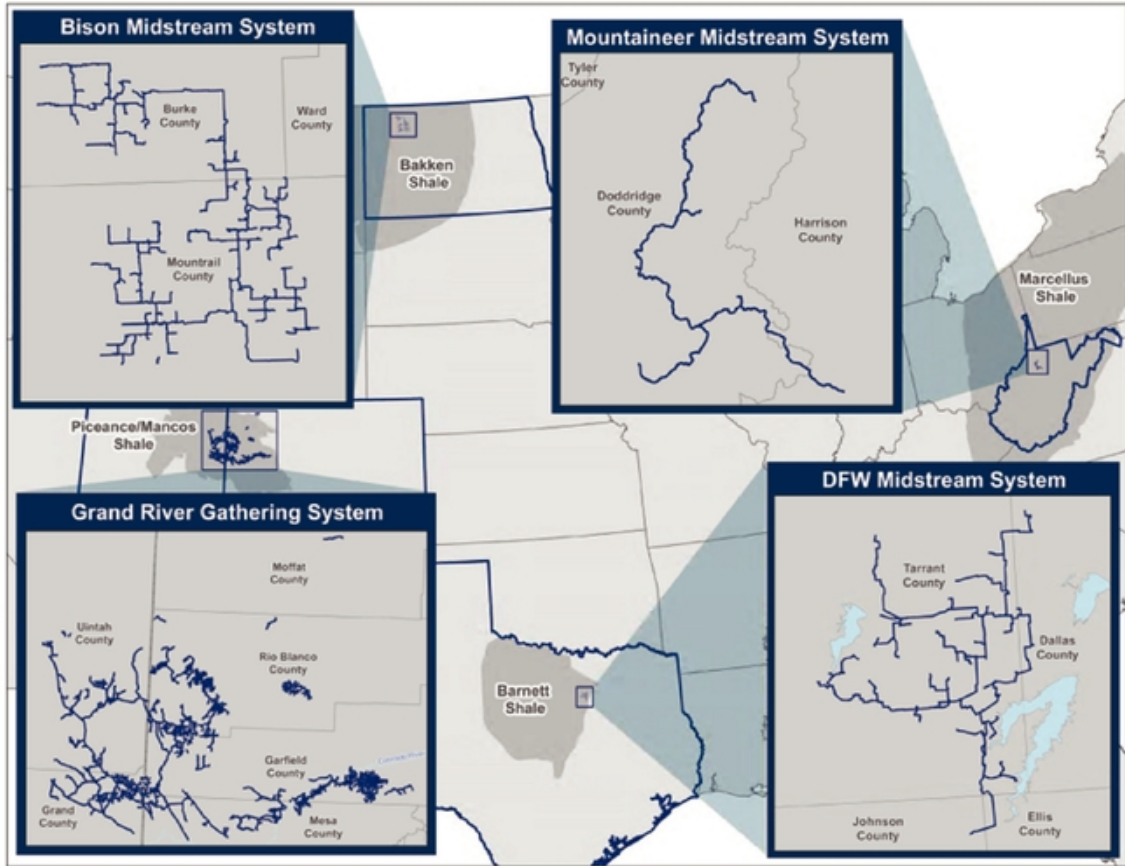 Bison Midstream System
Burke
County
Ward
County
Mountrail
County
Mountaineer Midstream System
Tyler
County
Doddridge
County
Harrison
County
Bakken
Shale
Marcellus
Shale
Piceance/Mancos
Shale
Grand River Gathering System
Moffat
County
Uintah
County
Rio Blanco
County
Garfield
County
Colorado River
Grand
County
Mesa
County
Barnett
Shale
DFW Midstream System
Tarrant
County
Dallas
County
Johnson
County
Ellis
County